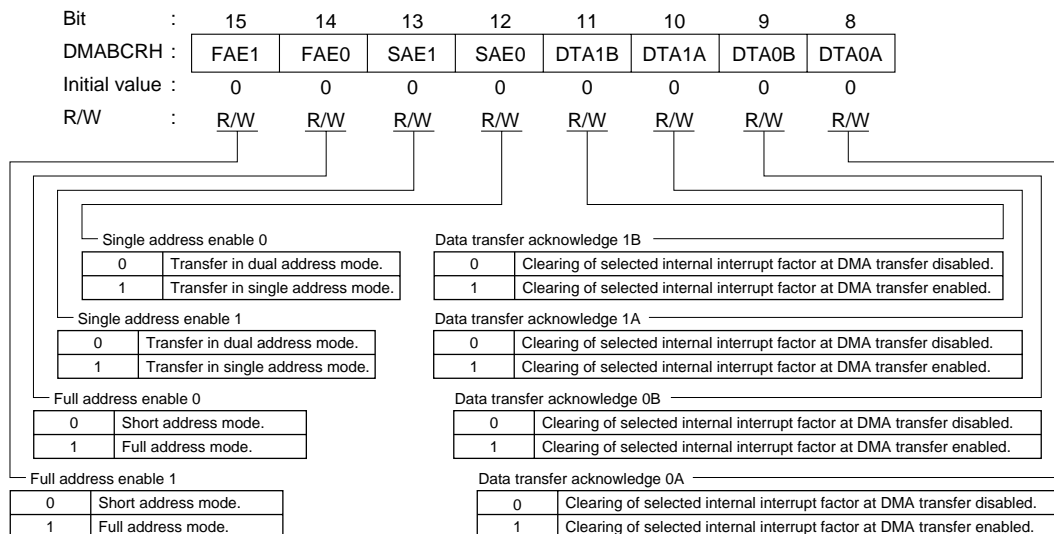 Bit : 15 14 13 12 11 10 9 8
DMABCRH : FAE1 FAE0 SAE1 SAE0 DTA1B DTA1A DTA0B DTA0A
Initial value : 0 0 0 0 0 0 0 0
R/W : R/W R/W R/W R/W R/W R/W R/W R/W
Single address enable 0
0 Transfer in dual address mode.
1 Transfer in single address mode.
Data transfer acknowledge 1B
0 Clearing of selected internal interrupt factor at DMA transfer disabled.
1 Clearing of selected internal interrupt factor at DMA transfer enabled.
Single address enable 1
0 Transfer in dual address mode.
1 Transfer in single address mode.
Data transfer acknowledge 1A
0 Clearing of selected internal interrupt factor at DMA transfer disabled.
1 Clearing of selected internal interrupt factor at DMA transfer enabled.
Full address enable 0
0 Short address mode.
1 Full address mode.
Data transfer acknowledge 0B
0 Clearing of selected internal interrupt factor at DMA transfer disabled.
1 Clearing of selected internal interrupt factor at DMA transfer enabled.
Full address enable 1
0 Short address mode.
1 Full address mode.
Data transfer acknowledge 0A
0 Clearing of selected internal interrupt factor at DMA transfer disabled.
1 Clearing of selected internal interrupt factor at DMA transfer enabled.